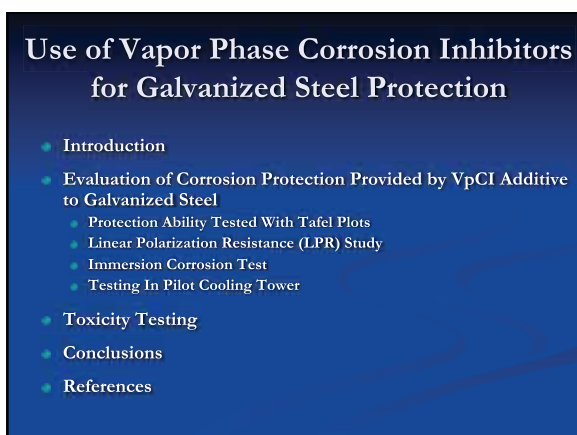 Use of Vapor Phase Corrosion Inhibitors
for Galvanized Steel Protection
Introduction
Evaluation of Corrosion Protection Provided by VpCI Additive
to Galvanized Steel
Protection Ability Tested With Tafel Plots
Linear Polarization Resistance (LPR) Study
Immersion Corrosion Test
Testing In Pilot Cooling Tower
Toxicity Testing
Conclusions
References